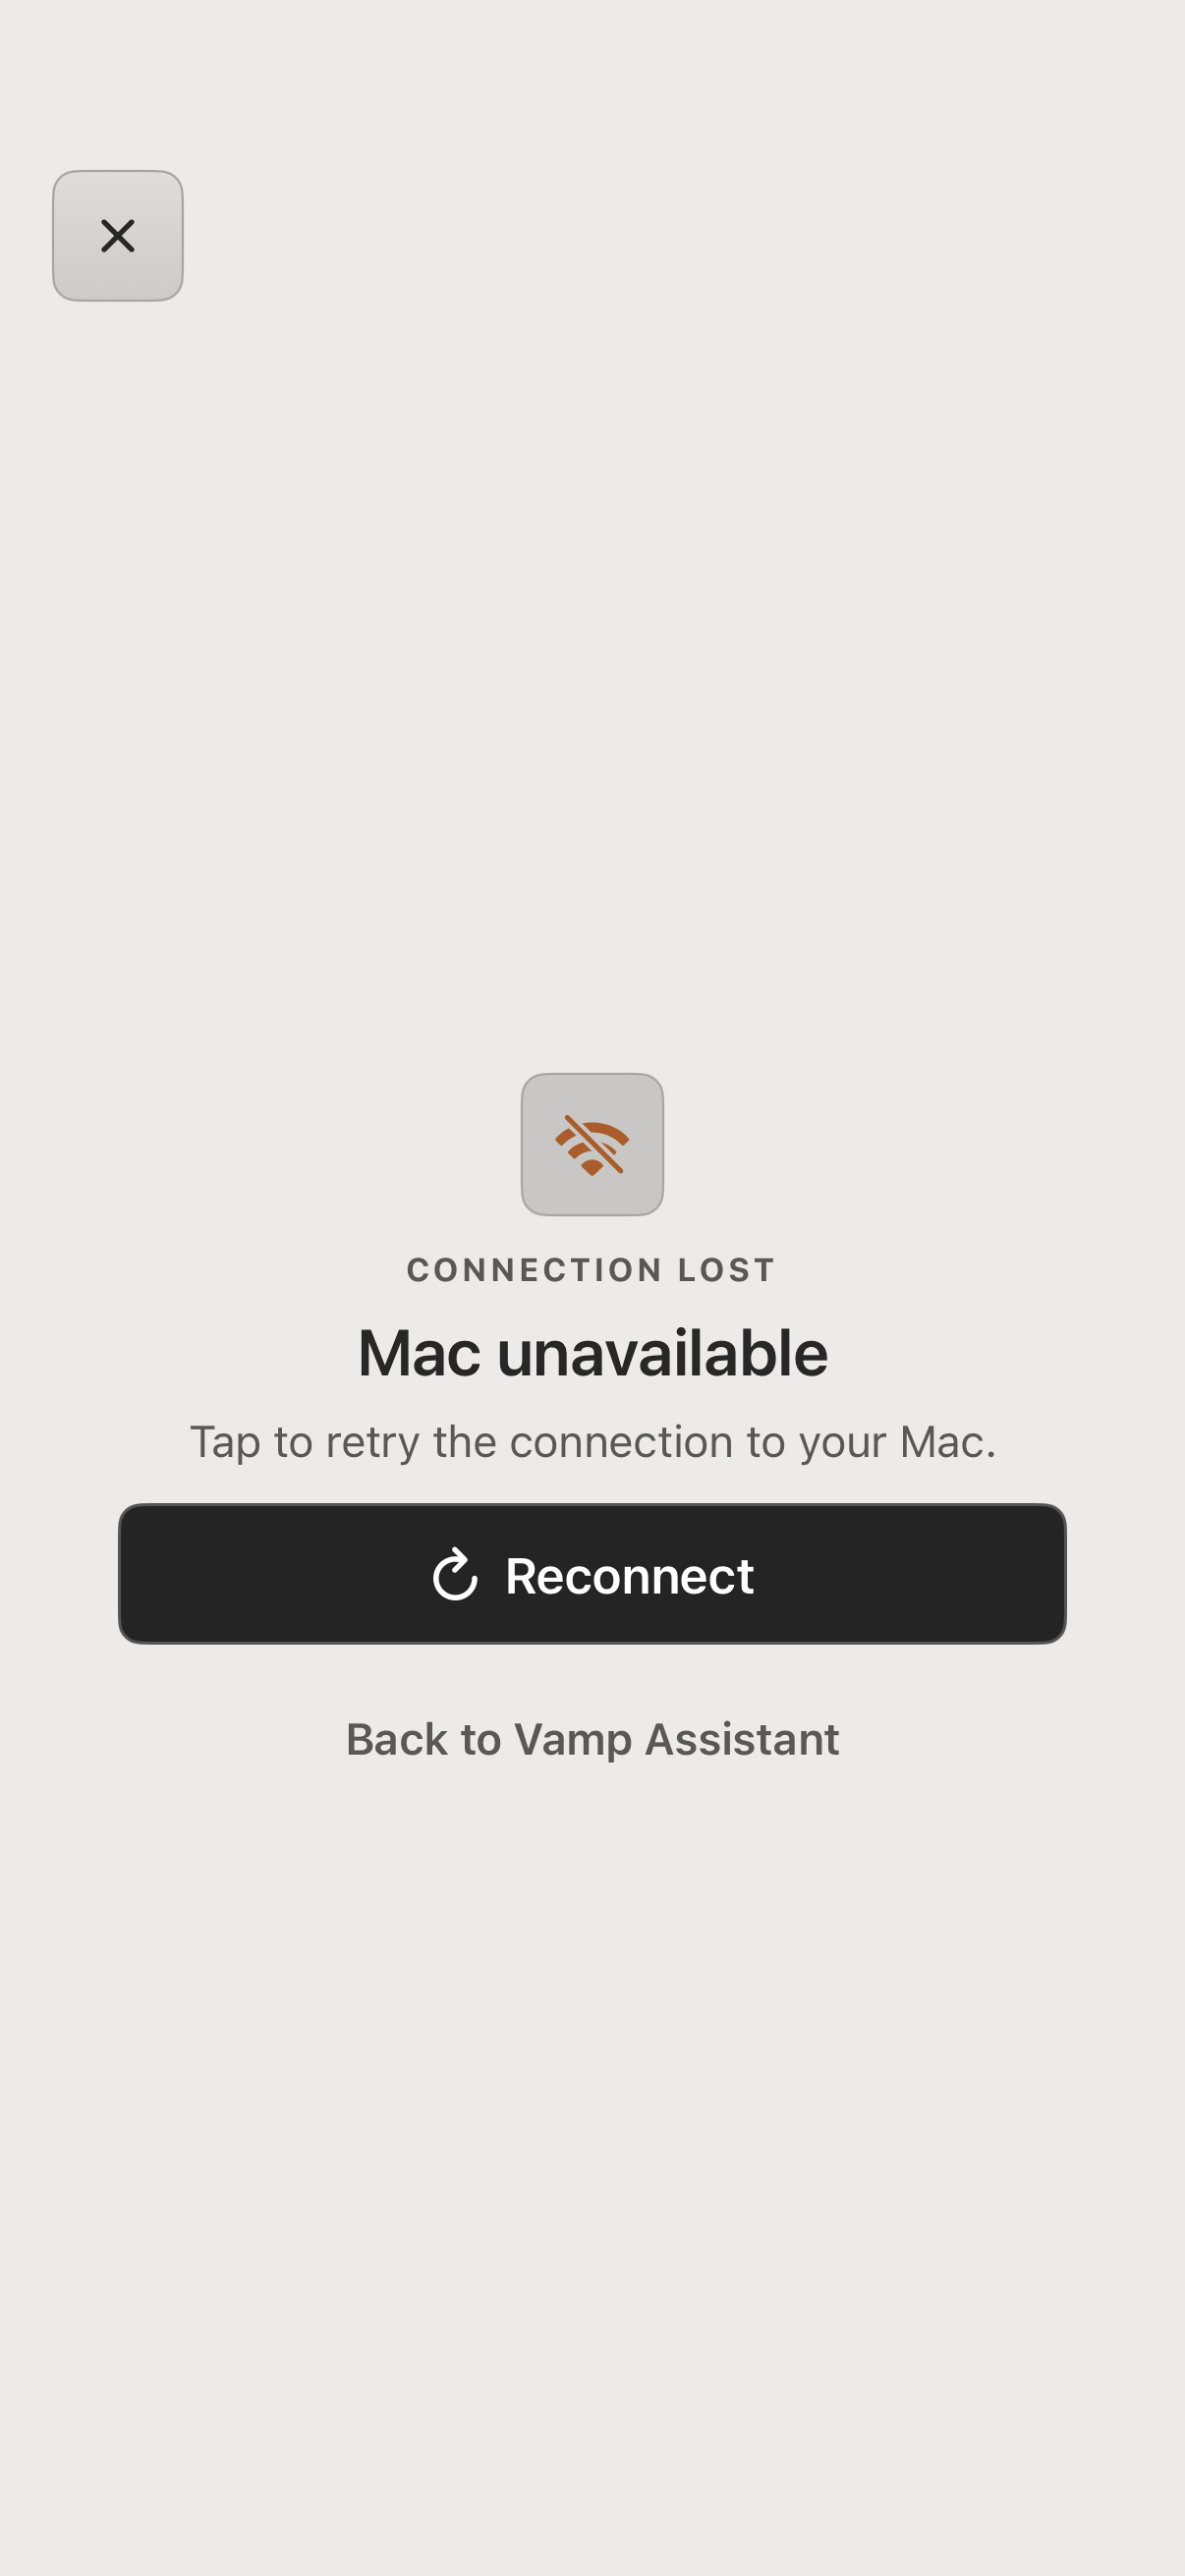 CONNECTION LOST
Mac unavailable
Tap to retry the connection to your Mac.
Reconnect
Back to Vamp Assistant